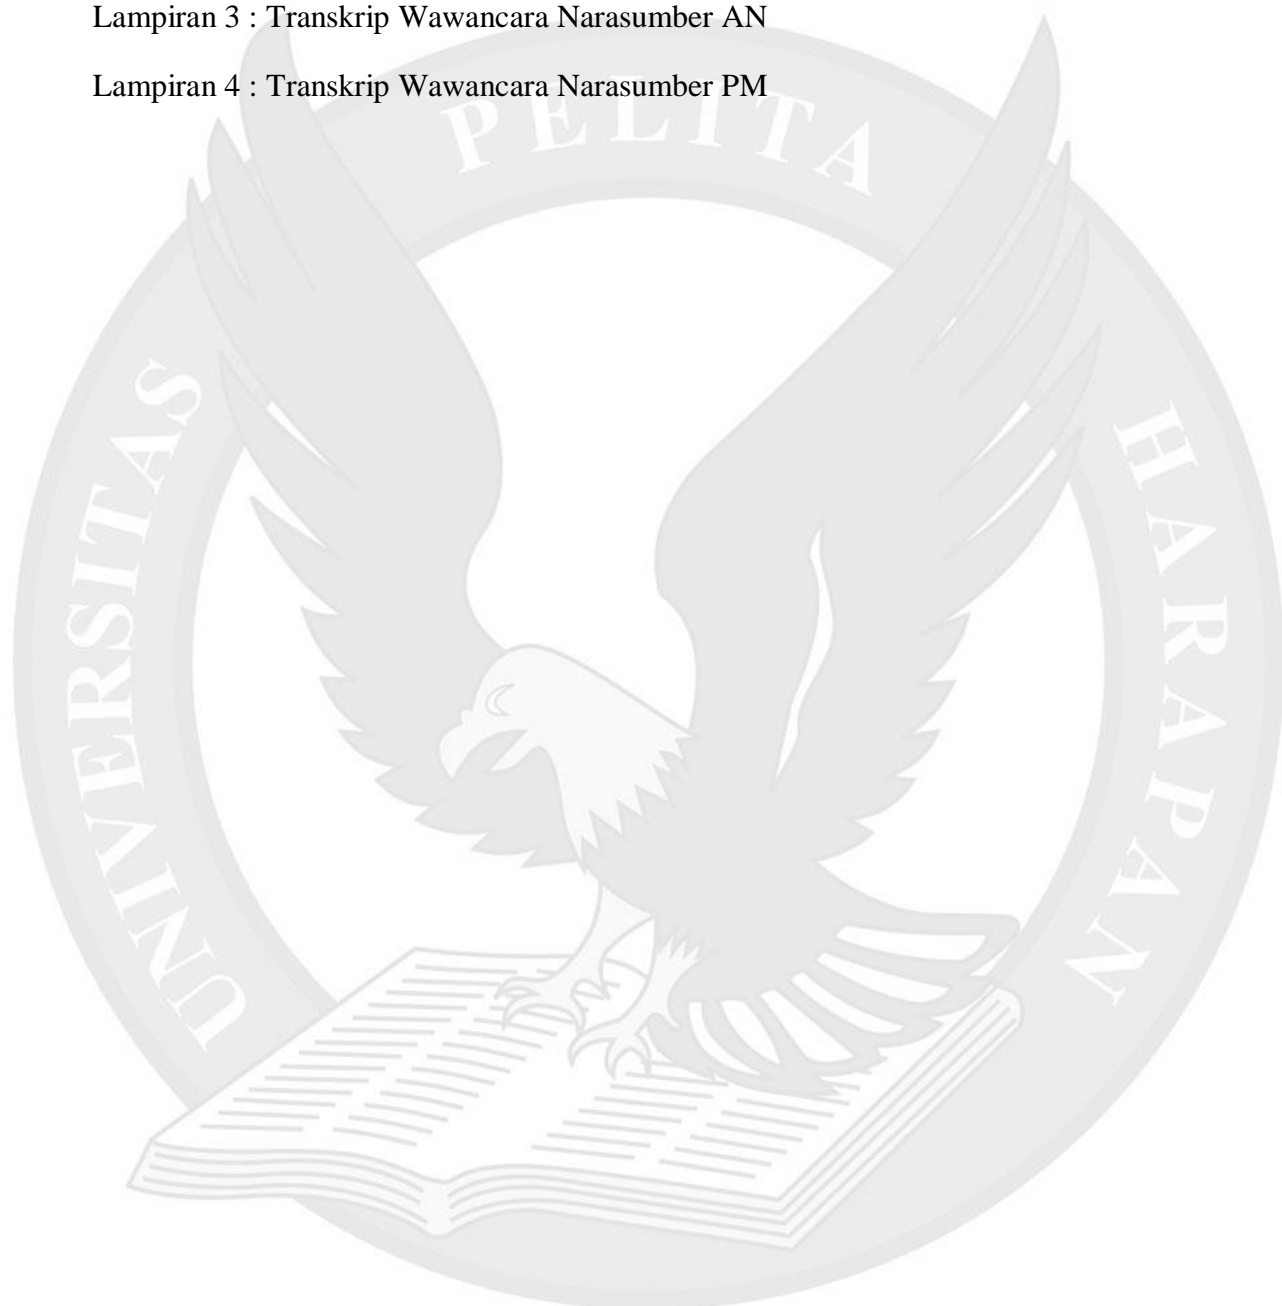 Lampiran 3 : Transkrip Wawancara Narasumber AN
Lampiran 4 : Transkrip Wawancara Narasumber PM
UNIVERSITAS PELITA HARAPAN